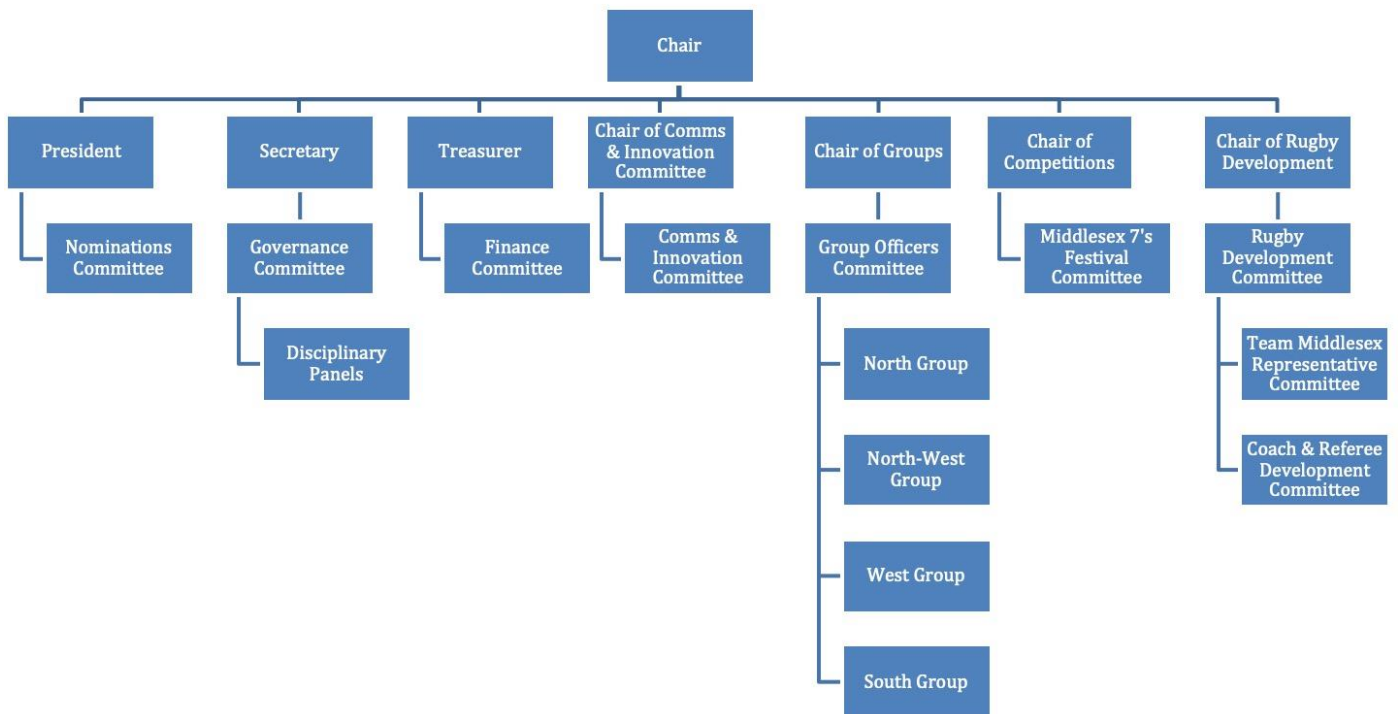 Chair
President
Secretary
Treasurer
Chair of Comms
& Innovation
Committee
Chair of Groups
Chair of
Competitions
Chair of Rugby
Development
Nominations
Committee
Governance
Committee
Finance
Committee
Comms &
Innovation
Committee
Group Officers
Committee
Middlesex 7's
Festival
Committee
Rugby
Development
Committee
Disciplinary
Panels
North Group
Team Middlesex
Representative
Committee
North-West
Group
Coach & Referee
Development
Committee
West Group
South Group